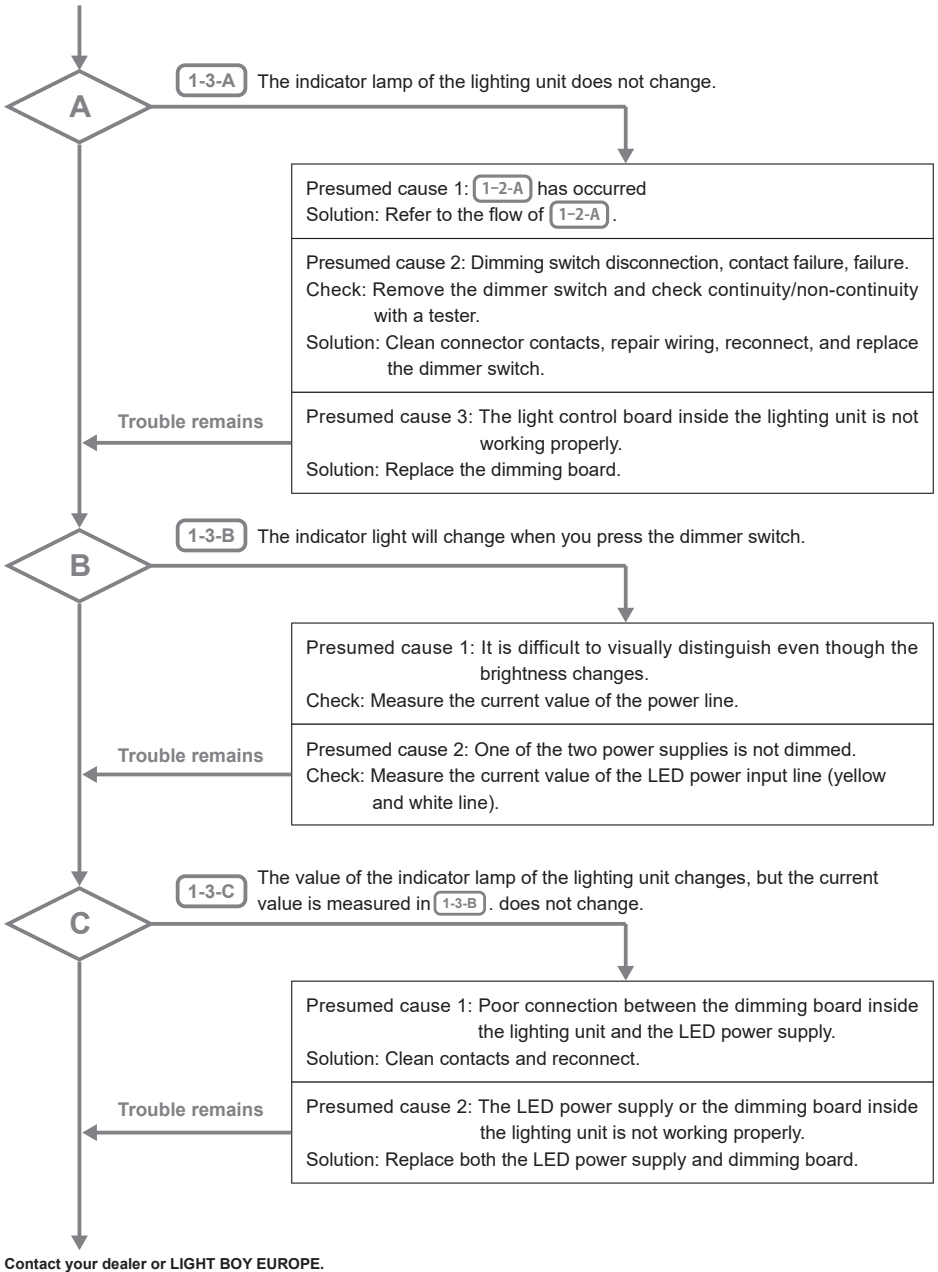 A
1-3-A The indicator lamp of the lighting unit does not change.
Presumed cause 1: 1-2-A has occurred
Solution: Refer to the flow of 1-2-A .
Presumed cause 2: Dimming switch disconnection, contact failure, failure.
Check: Remove the dimmer switch and check continuity/non-continuity
with a tester.
Solution: Clean connector contacts, repair wiring, reconnect, and replace
the dimmer switch.
Trouble remains
Presumed cause 3: The light control board inside the lighting unit is not
working properly.
Solution: Replace the dimming board.
B
1-3-B The indicator light will change when you press the dimmer switch.
Presumed cause 1: It is difficult to visually distinguish even though the
brightness changes.
Check: Measure the current value of the power line.
Trouble remains
Presumed cause 2: One of the two power supplies is not dimmed.
Check: Measure the current value of the LED power input line (yellow
and white line).
C
1-3-C The value of the indicator lamp of the lighting unit changes, but the current
value is measured in 1-3-B . does not change.
Presumed cause 1: Poor connection between the dimming board inside
the lighting unit and the LED power supply.
Solution: Clean contacts and reconnect.
Trouble remains
Presumed cause 2: The LED power supply or the dimming board inside
the lighting unit is not working properly.
Solution: Replace both the LED power supply and dimming board.
Contact your dealer or LIGHT BOY EUROPE.